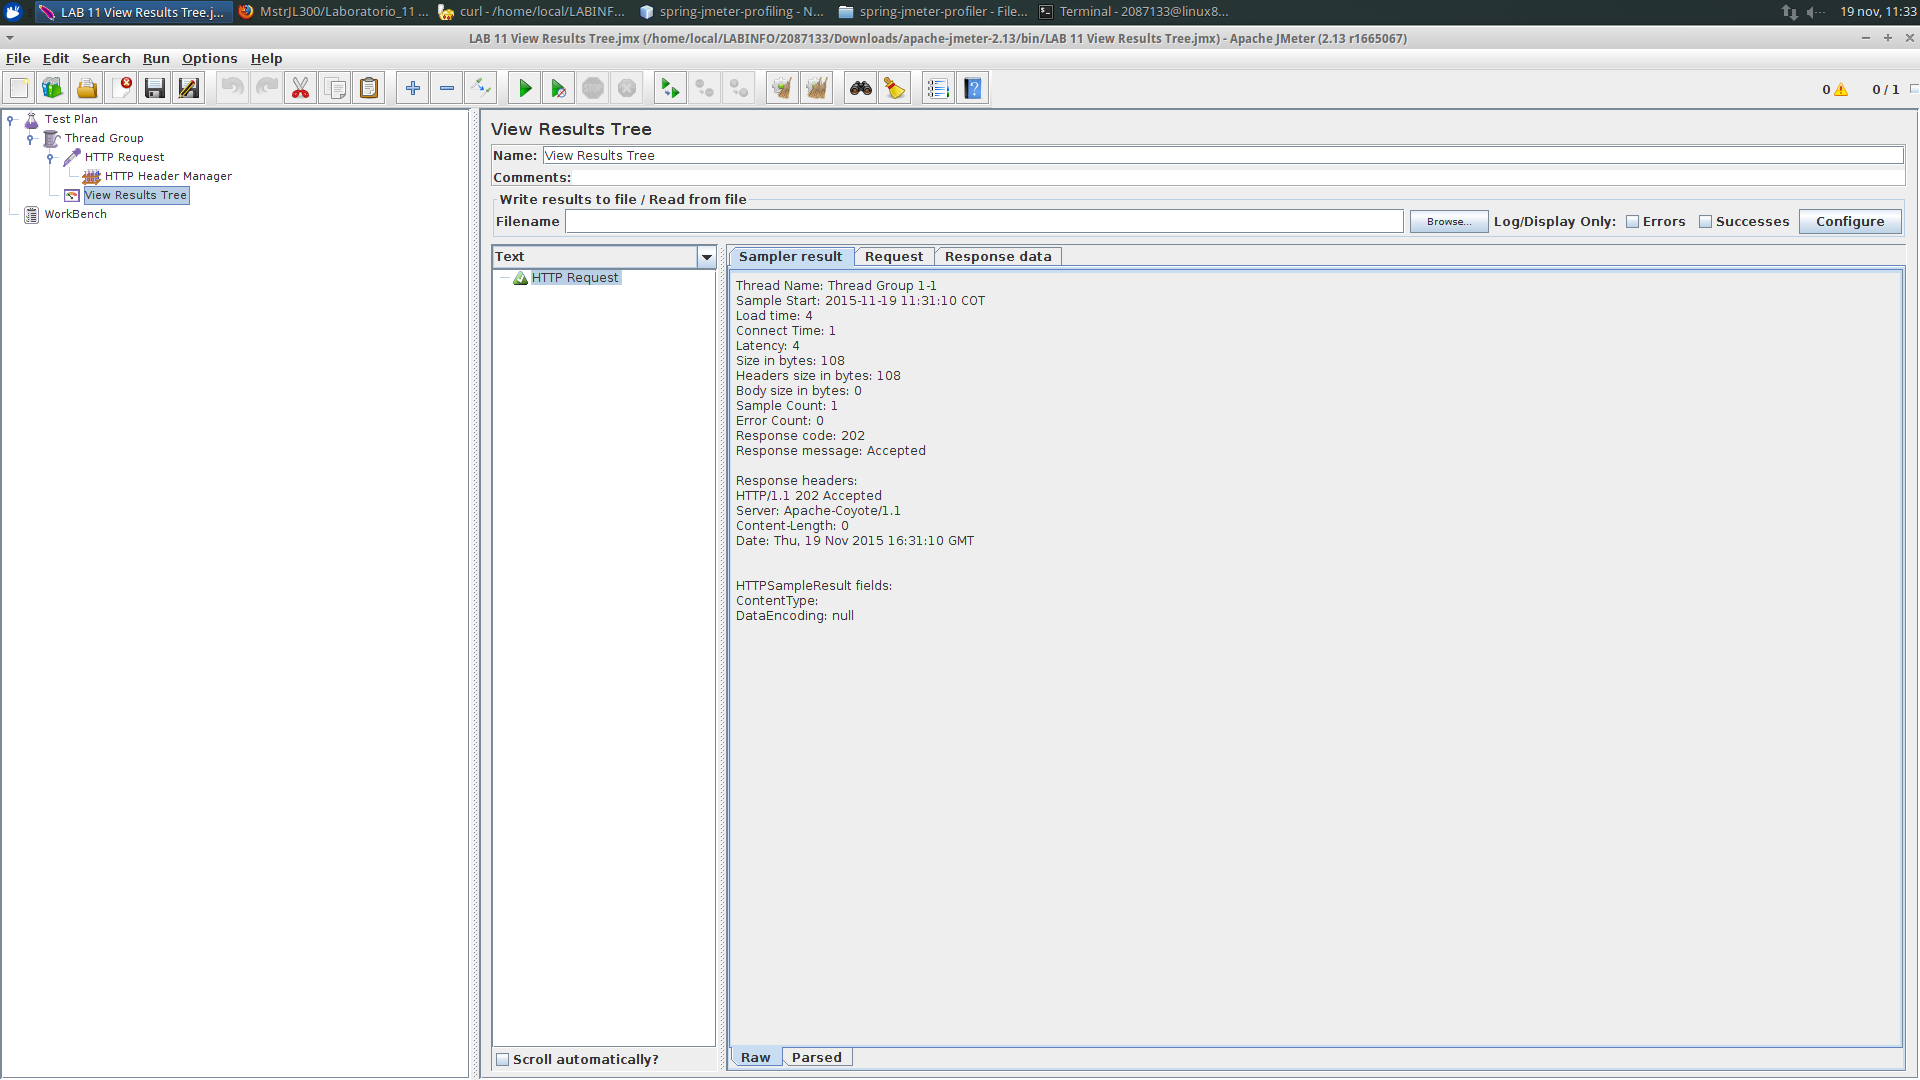 LAB 11 View Results Tree.j... MstrJL300/Laboratorio_11 ... curl - /home/local/LABINF... spring-jmeter-profiling - N... spring-jmeter-profiler - File... Terminal - 2087133@linux8... 19 nov, 11:33
LAB 11 View Results Tree.jmx (/home/local/LABINFO/2087133/Downloads/apache-jmeter-2.13/bin/LAB 11 View Results Tree.jmx) - Apache JMeter (2.13 r1665067)
File Edit Search Run Options Help
STOP 0 0 / 1
Test Plan
Thread Group
HTTP Request
HTTP Header Manager
View Results Tree
WorkBench
View Results Tree
Name: View Results Tree
Comments:
Write results to file / Read from file
Filename Browse... Log/Display Only: Errors Successes Configure
Text
HTTP Request
Scroll automatically?
Sampler result Request Response data
Thread Name: Thread Group 1-1
Sample Start: 2015-11-19 11:31:10 COT
Load time: 4
Connect Time: 1
Latency: 4
Size in bytes: 108
Headers size in bytes: 108
Body size in bytes: 0
Sample Count: 1
Error Count: 0
Response code: 202
Response message: Accepted
Response headers:
HTTP/1.1 202 Accepted
Server: Apache-Coyote/1.1
Content-Length: 0
Date: Thu, 19 Nov 2015 16:31:10 GMT
HTTPSampleResult fields:
ContentType:
DataEncoding: null
Raw Parsed